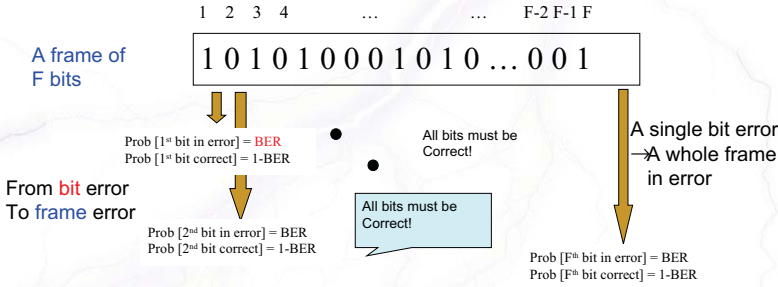 1 2 3 4 ... ... F-2 F-1 F
A frame of
F bits
1 0 1 0 1 0 0 0 1 0 1 0 ... 0 0 1
Prob [1st bit in error] = BER
Prob [1st bit correct] = 1-BER
All bits must be
Correct!
A single bit error
→A whole frame
in error
From bit error
To frame error
All bits must be
Correct!
Prob [2nd bit in error] = BER
Prob [2nd bit correct] = 1-BER
Prob [Fth bit in error] = BER
Prob [Fth bit correct] = 1-BER